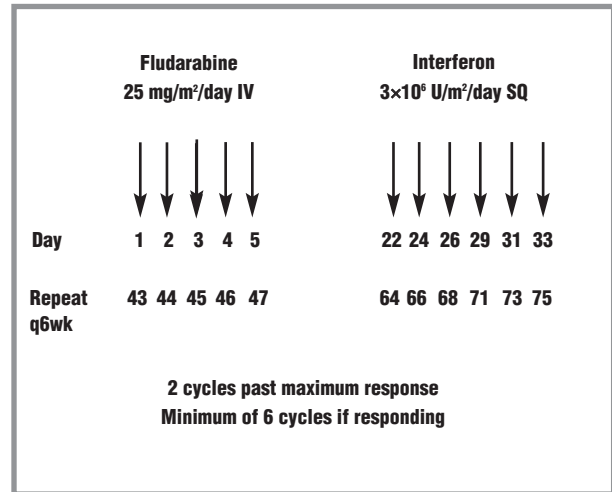 Fludarabine Interferon
25 mg/m²/day IV 3×10⁶ U/m²/day SQ
Day 1 2 3 4 5 22 24 26 29 31 33
Repeat 43 44 45 46 47 64 66 68 71 73 75
q6wk
2 cycles past maximum response
Minimum of 6 cycles if responding